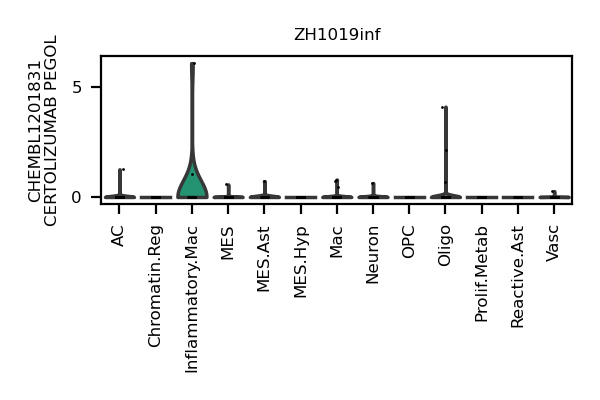 ZH1019inf
CHEMBL1201831
CERTOLIZUMAB PEGOL
5
0
AC
Chromatin.Reg
Inflammatory.Mac
MES
MES.Ast
MES.Hyp
Mac
Neuron
OPC
Oligo
Prolif.Metab
Reactive.Ast
Vasc